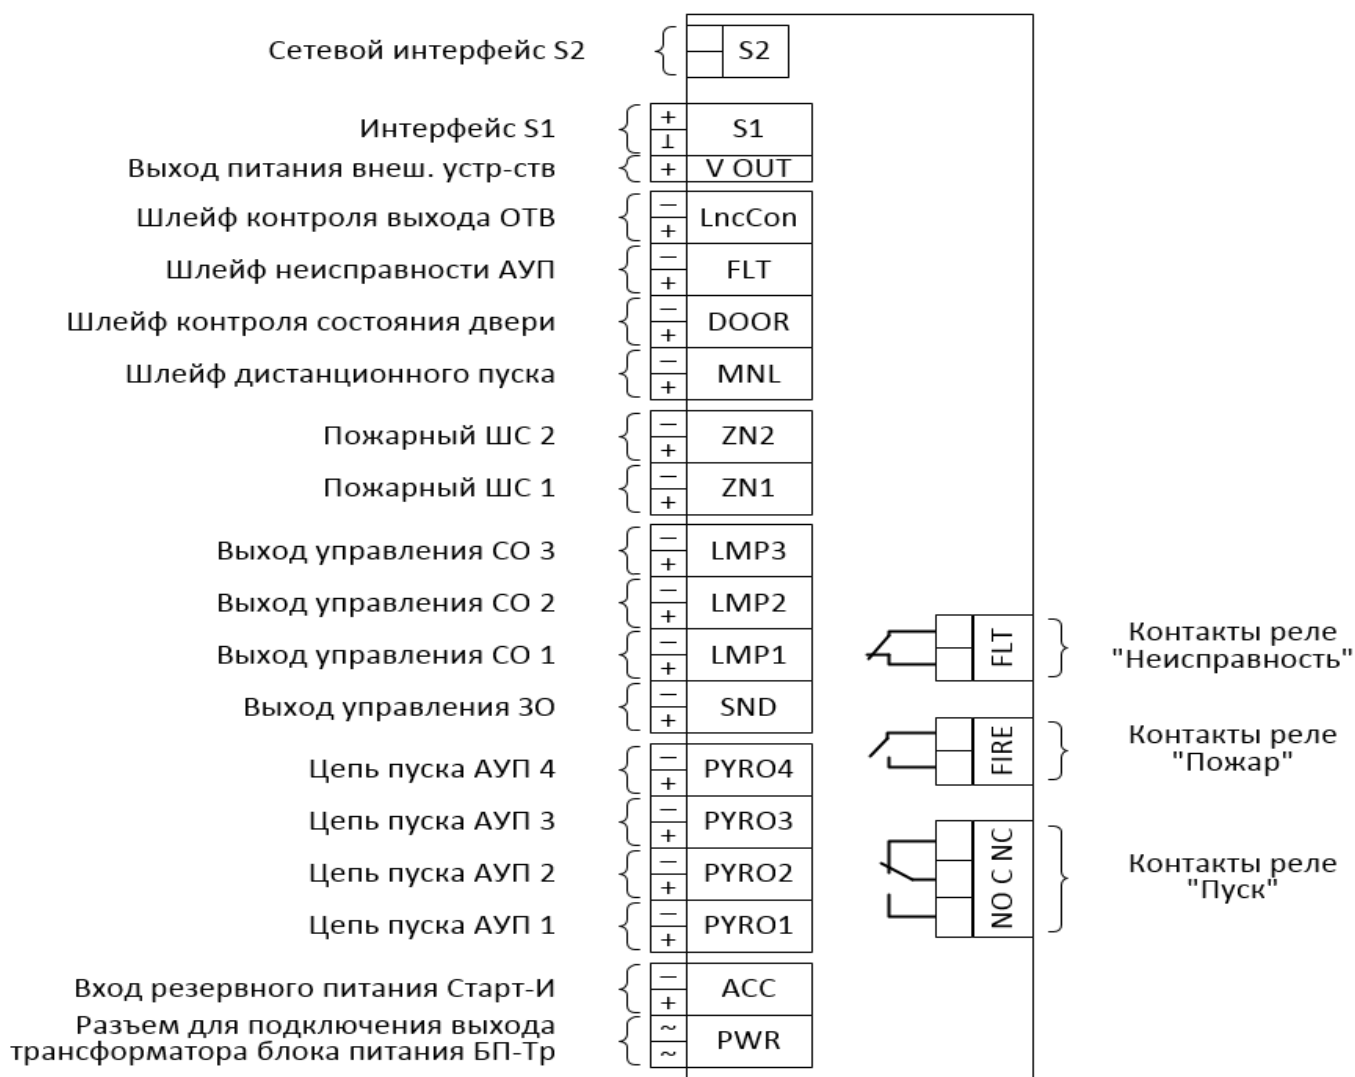 Сетевой интерфейс S2
S2
Интерфейс S1
+
⊥
S1
Выход питания внеш. устр-ств
+
V OUT
Шлейф контроля выхода ОТВ
−
+
LncCon
Шлейф неисправности АУП
−
+
FLT
Шлейф контроля состояния двери
−
+
DOOR
Шлейф дистанционного пуска
−
+
MNL
Пожарный ШС 2
−
+
ZN2
Пожарный ШС 1
−
+
ZN1
Выход управления СО 3
−
+
LMP3
Выход управления СО 2
−
+
LMP2
Выход управления СО 1
−
+
LMP1
Выход управления ЗО
−
+
SND
Цепь пуска АУП 4
−
+
PYRO4
Цепь пуска АУП 3
−
+
PYRO3
Цепь пуска АУП 2
−
+
PYRO2
Цепь пуска АУП 1
−
+
PYRO1
Вход резервного питания Старт-И
−
+
ACC
Разъем для подключения выхода
трансформатора блока питания БП-Тр
~
~
PWR
FLT
Контакты реле
"Неисправность"
FIRE
Контакты реле
"Пожар"
NO C NC
Контакты реле
"Пуск"